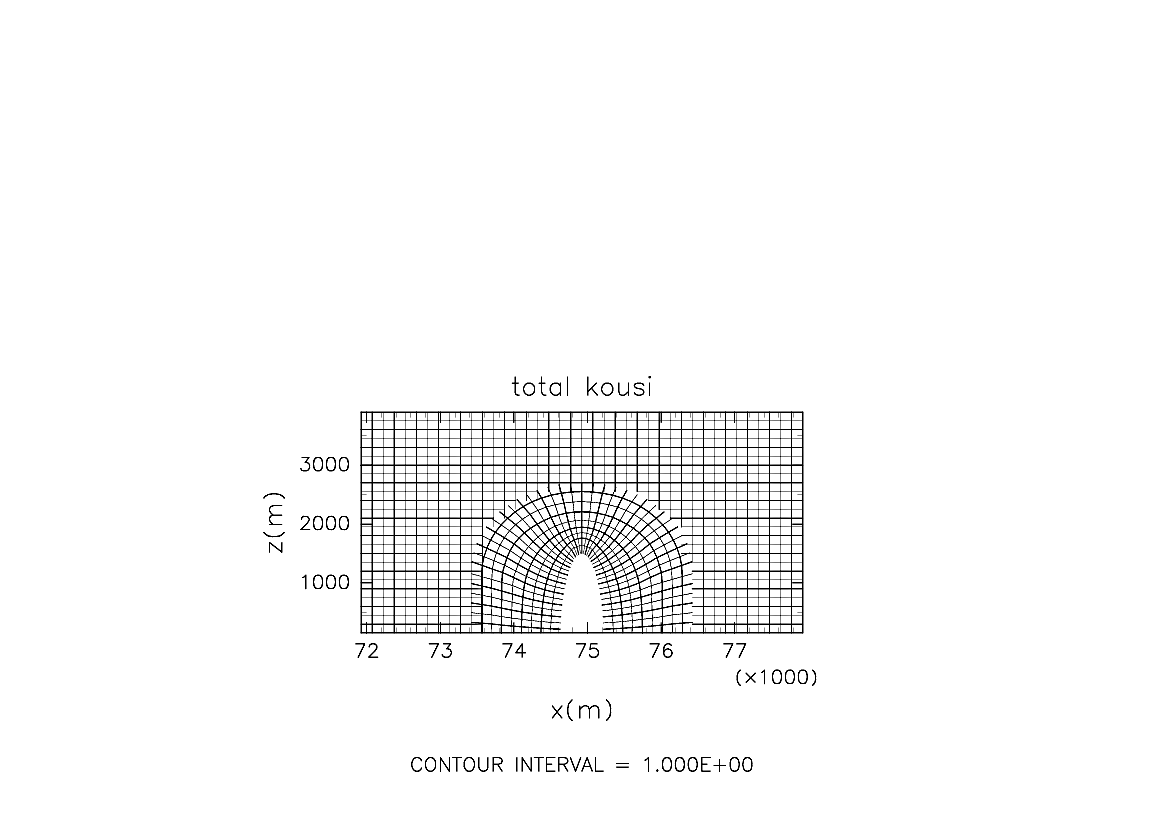 total kousi
3000
2000
1000
z(m)
72 73 74 75 76 77
(×1000)
x(m)
CONTOUR INTERVAL = 1.000E+00